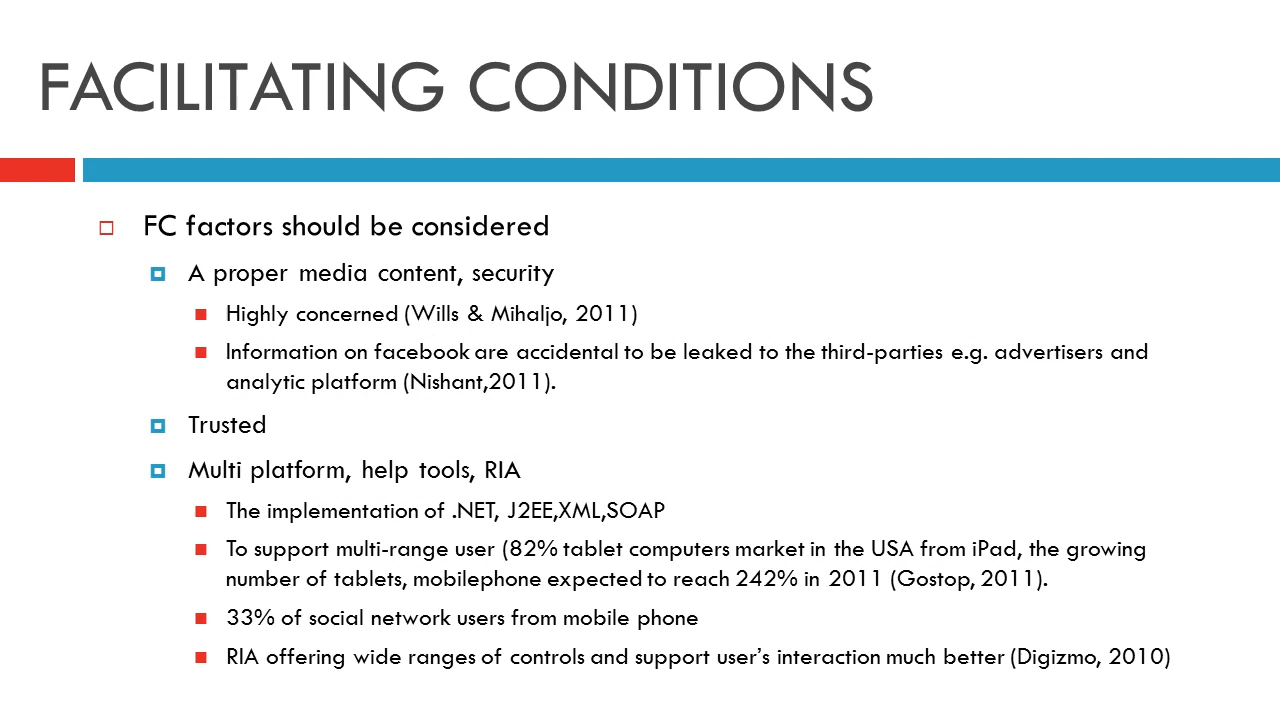 FACILITATING CONDITIONS
FC factors should be considered
A proper media content, security
Highly concerned (Wills & Mihaljo, 2011)
Information on facebook are accidental to be leaked to the third-parties e.g. advertisers and
analytic platform (Nishant,2011).
Trusted
Multi platform, help tools, RIA
The implementation of .NET, J2EE,XML,SOAP
To support multi-range user (82% tablet computers market in the USA from iPad, the growing
number of tablets, mobilephone expected to reach 242% in 2011 (Gostop, 2011).
33% of social network users from mobile phone
RIA offering wide ranges of controls and support user’s interaction much better (Digizmo, 2010)